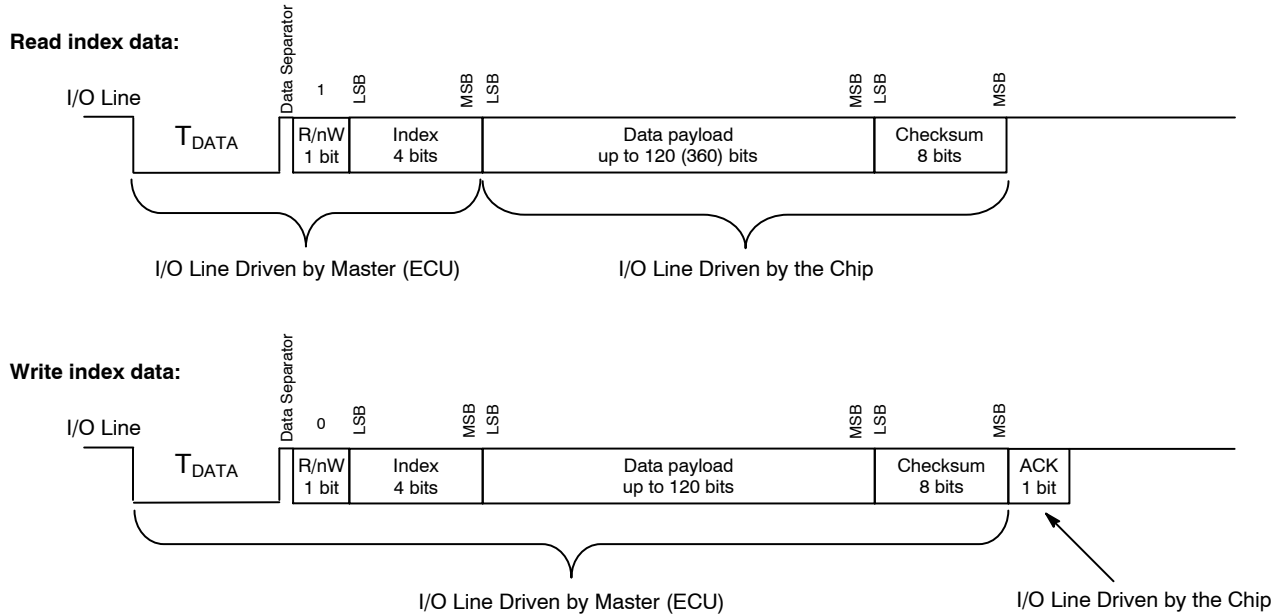 Read index data:
Data Separator
1
LSB
MSB
LSB
MSB
LSB
MSB
I/O Line
TDATA
R/nW
1 bit
Index
4 bits
Data payload
up to 120 (360) bits
Checksum
8 bits
I/O Line Driven by Master (ECU)
I/O Line Driven by the Chip
Write index data:
Data Separator
0
LSB
MSB
LSB
MSB
LSB
MSB
I/O Line
TDATA
R/nW
1 bit
Index
4 bits
Data payload
up to 120 bits
Checksum
8 bits
ACK
1 bit
I/O Line Driven by Master (ECU)
I/O Line Driven by the Chip